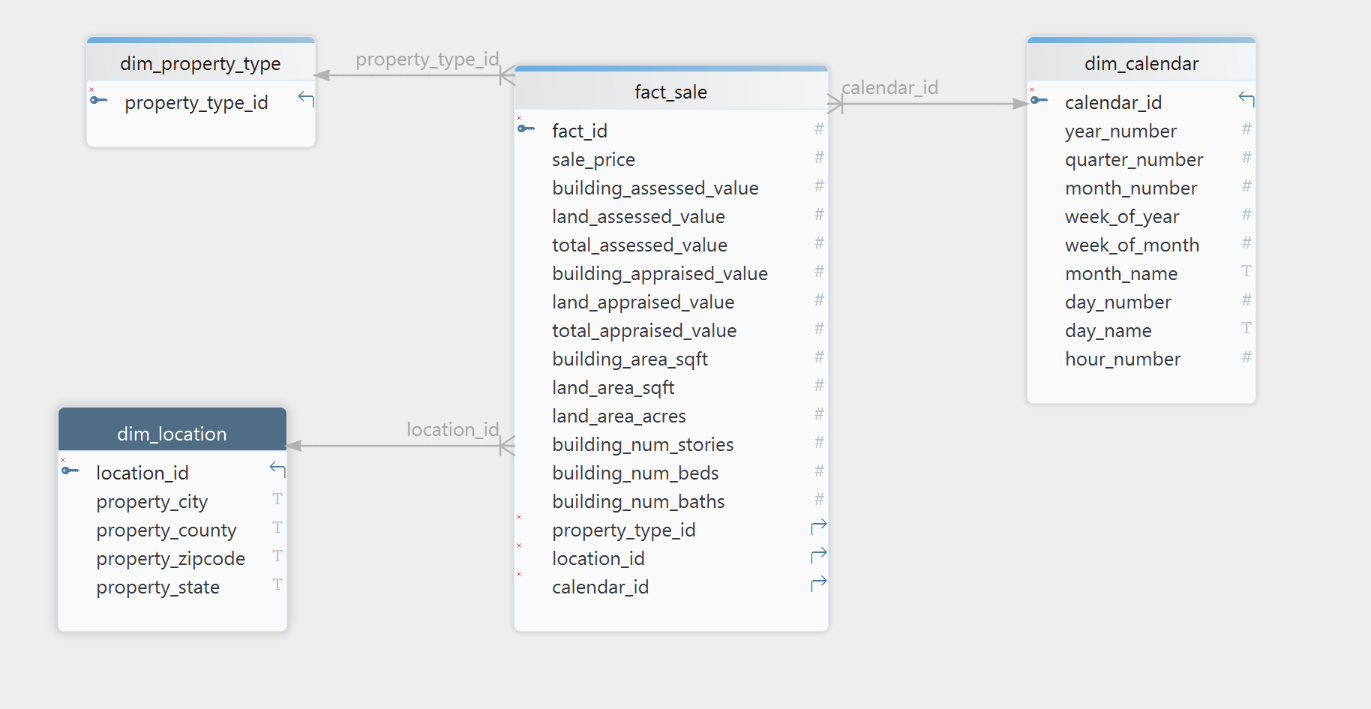 dim_property_type
property_type_id
property_type_id
fact_sale
fact_id #
sale_price #
building_assessed_value #
land_assessed_value #
total_assessed_value #
building_appraised_value #
land_appraised_value #
total_appraised_value #
building_area_sqft #
land_area_sqft #
land_area_acres #
building_num_stories #
building_num_beds #
building_num_baths #
property_type_id
location_id
calendar_id
calendar_id
dim_calendar
calendar_id
year_number #
quarter_number #
month_number #
week_of_year #
week_of_month #
month_name T
day_number #
day_name T
hour_number #
location_id
dim_location
location_id
property_city T
property_county T
property_zipcode T
property_state T